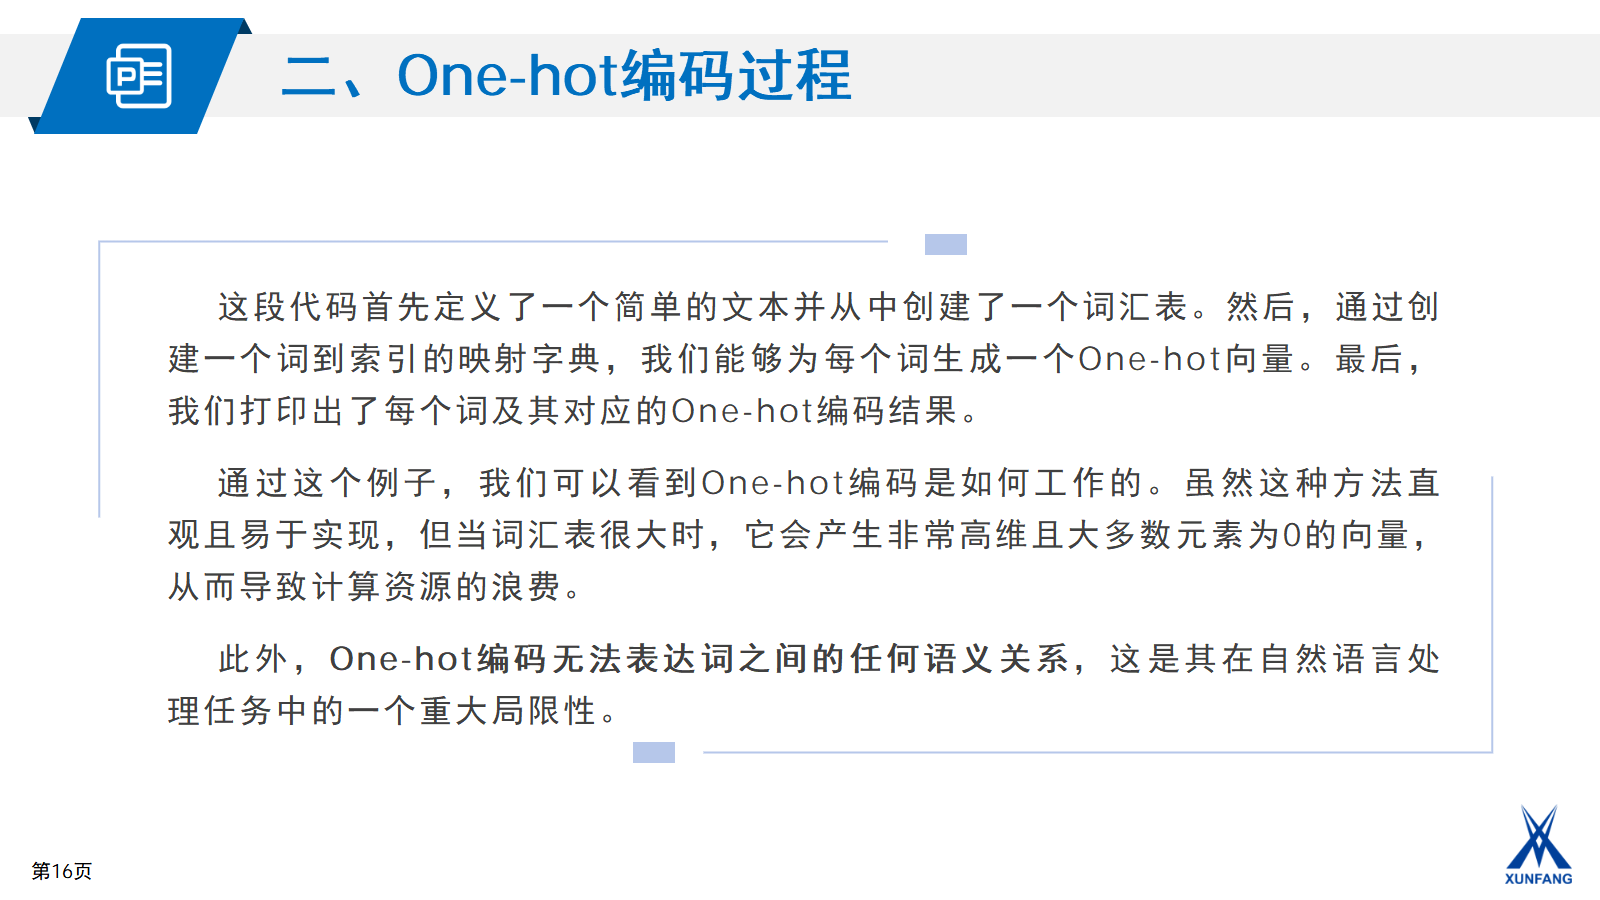 二、One-hot编码过程
这段代码首先定义了一个简单的文本并从中创建了一个词汇表。然后，通过创
建一个词到索引的映射字典，我们能够为每个词生成一个One-hot向量。最后，
我们打印出了每个词及其对应的One-hot编码结果。
通过这个例子，我们可以看到One-hot编码是如何工作的。虽然这种方法直
观且易于实现，但当词汇表很大时，它会产生非常高维且大多数元素为0的向量，
从而导致计算资源的浪费。
此外，One-hot编码无法表达词之间的任何语义关系，这是其在自然语言处
理任务中的一个重大局限性。
第16页
XUNFANG